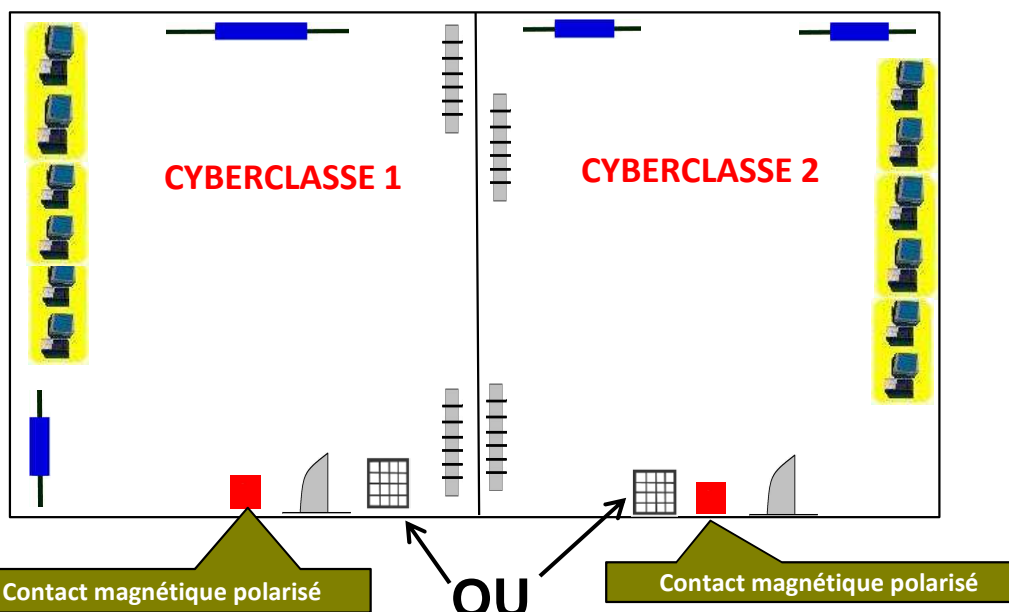 CYBERCLASSE 1
CYBERCLASSE 2
Contact magnétique polarisé
OU
Contact magnétique polarisé